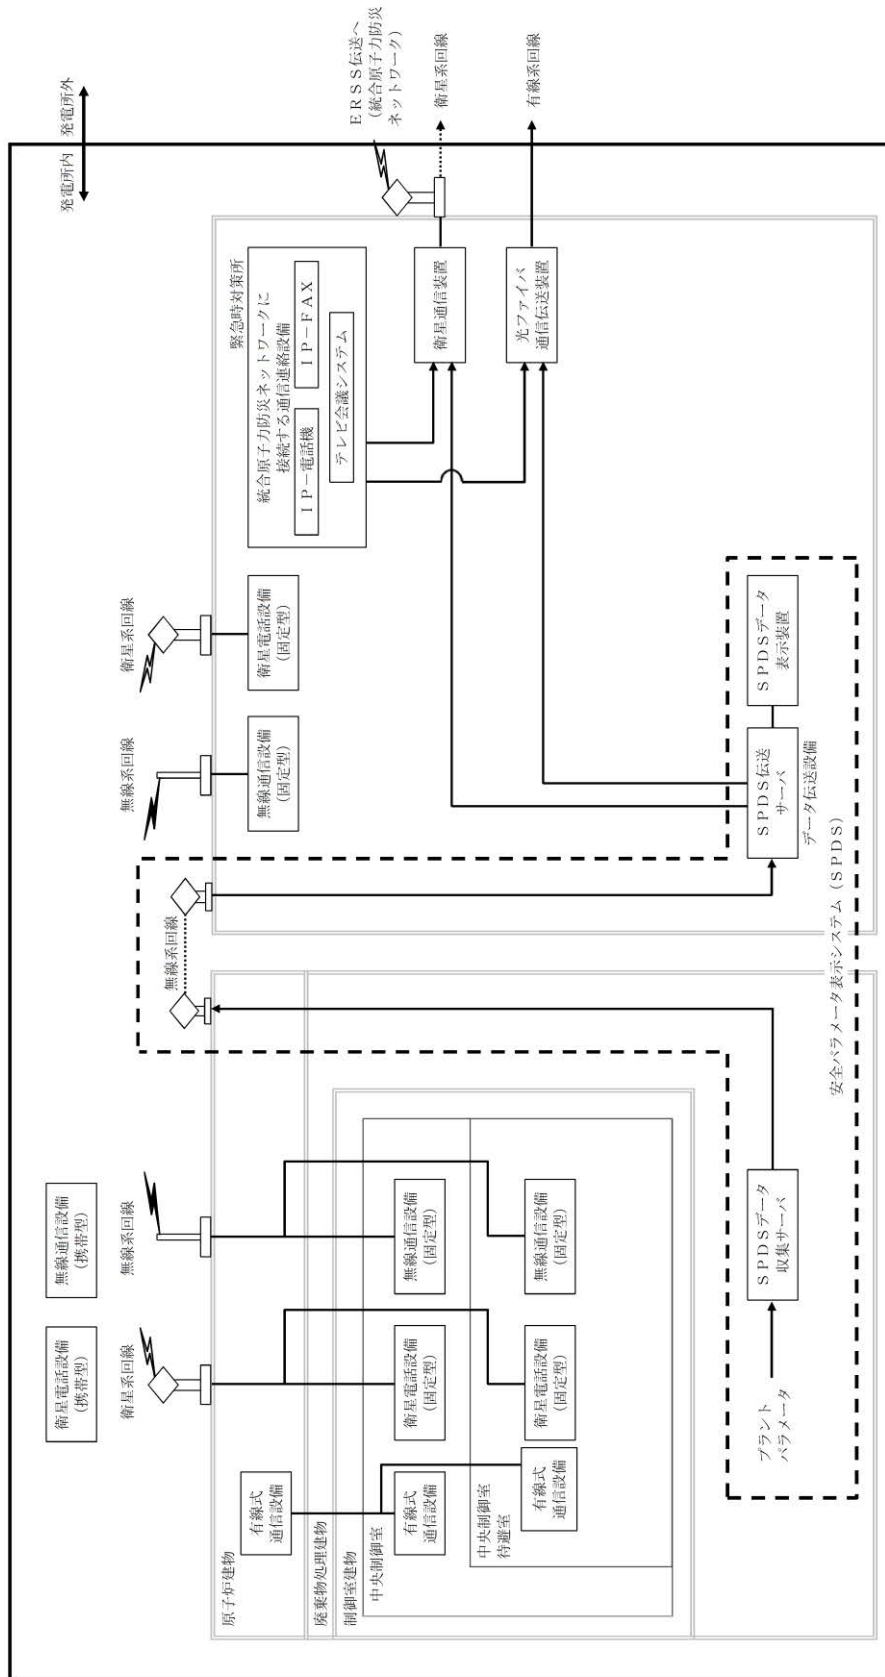 発電所内
発電所外
ERSS伝送へ
(統合原子力防災
ネットワーク)
衛星系回線
有線系回線
緊急時対策所
統合原子力防災ネットワークに
接続する通信連絡設備
IP-電話機
IP-FAX
テレビ会議システム
衛星通信装置
光ファイバ
通信伝送装置
衛星系回線
衛星電話設備
(固定型)
無線系回線
無線通信設備
(固定型)
無線系回線
SPDSデータ
表示装置
SPDS伝送
サーバ
データ伝送設備
安全パラメータ表示システム(SPDS)
無線通信設備
(携帯型)
無線系回線
衛星電話設備
(携帯型)
衛星系回線
原子炉建物
有線式
通信設備
廃棄物処理建物
制御室建物
中央制御室
有線式
通信設備
衛星電話設備
(固定型)
無線通信設備
(固定型)
中央制御室
待避室
有線式
通信設備
衛星電話設備
(固定型)
無線通信設備
(固定型)
プラント
パラメータ
SPDSデータ
収集サーバ